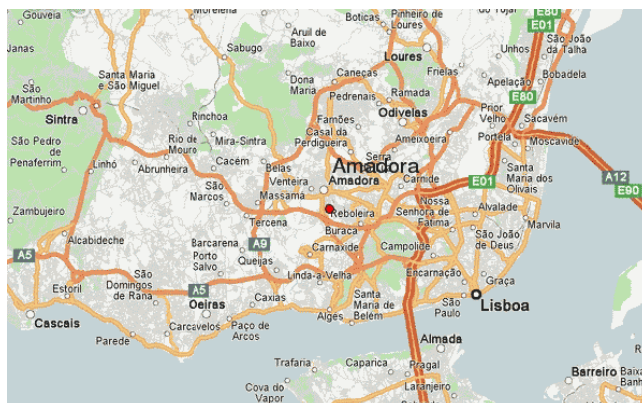 Gouveia
Janas
São
Martinho
Sintra
São Pedro
de
Penaferrim
Linhó
Zambujeiro
Alcabideche
A5
Estoril
Cascais
Santa Maria
e São Miguel
Morelena
Sabugo
Aruil de
Baixo
Dona
Maria
Rinchoa
Rio de
Mouro
Mira-Sintra
Abrunheira
Cacém
Belas
São
Marcos
Massamá
Venteira
Tercena
Barcarena
Porto
Salvo
A9
Queijas
São
Domingos
de Rana
A5
Oeiras
Caxias
Carcavelos
Parede
Paço de
Arcos
Boticas
Pinheiro de
Loures
Loures
Caneças
Pedrenais
Ramada
Frielas
Famões
Odivelas
Casal da
Perdigueira
Ameixoeira
Serra
Amadora
Amadora
Carnide
Reboleira
Buraca
Nossa
Senhora de
Fatima
Carnaxide
Campolide
Linda-a-Velha
Encarnação
Santa
Maria de
Belém
Algés
São
Paulo
Graça
Lisboa
E80
E01
São João
da Talha
Unhos
Bobadela
Apelação
E80
Prior
Velho
Sacavém
Portela
Moscavide
Santa
Maria dos
Olivais
E01
A12
E90
Alvalade
Marvila
São João
de Deus
Almada
Trafaria
Caparica
Pragal
Cova do
Vapor
Laranjeiro
Barreiro
Baixa